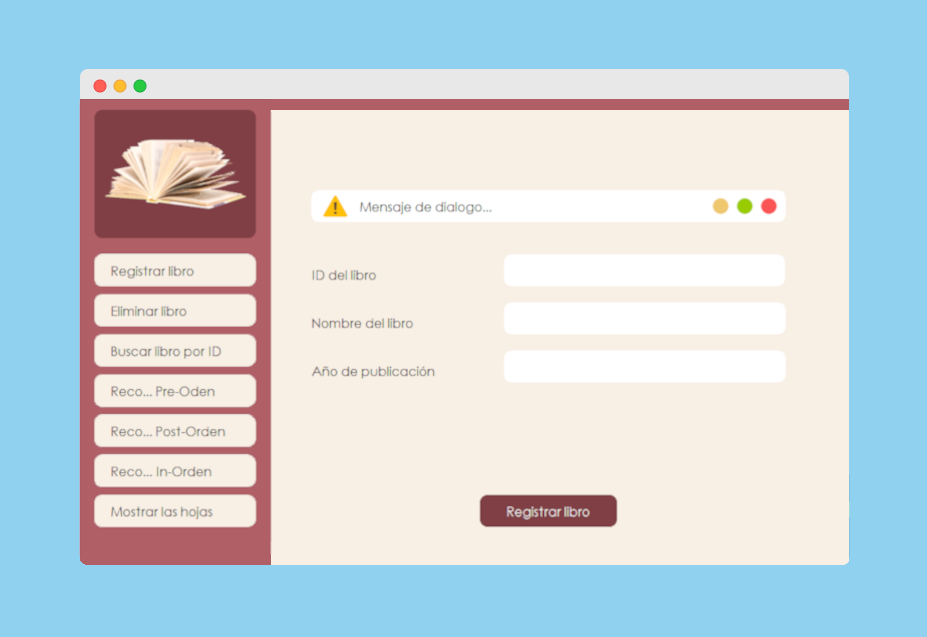 Registrar libro
Eliminar libro
Buscar libro por ID
Reco... Pre-Oden
Reco... Post-Orden
Reco... In-Orden
Mostrar las hojas
Mensaje de dialogo...
ID del libro
Nombre del libro
Año de publicación
Registrar libro